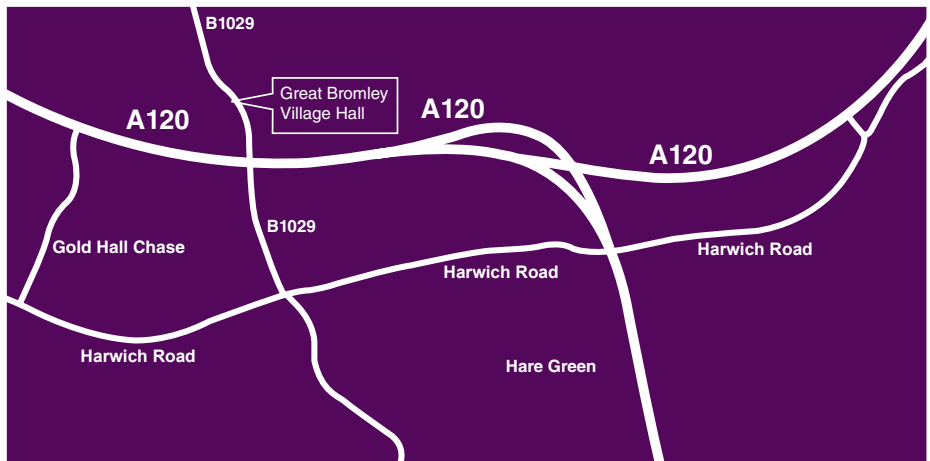 B1029
Great Bromley
Village Hall
A120
A120
A120
B1029
Gold Hall Chase
Harwich Road
Harwich Road
Harwich Road
Hare Green